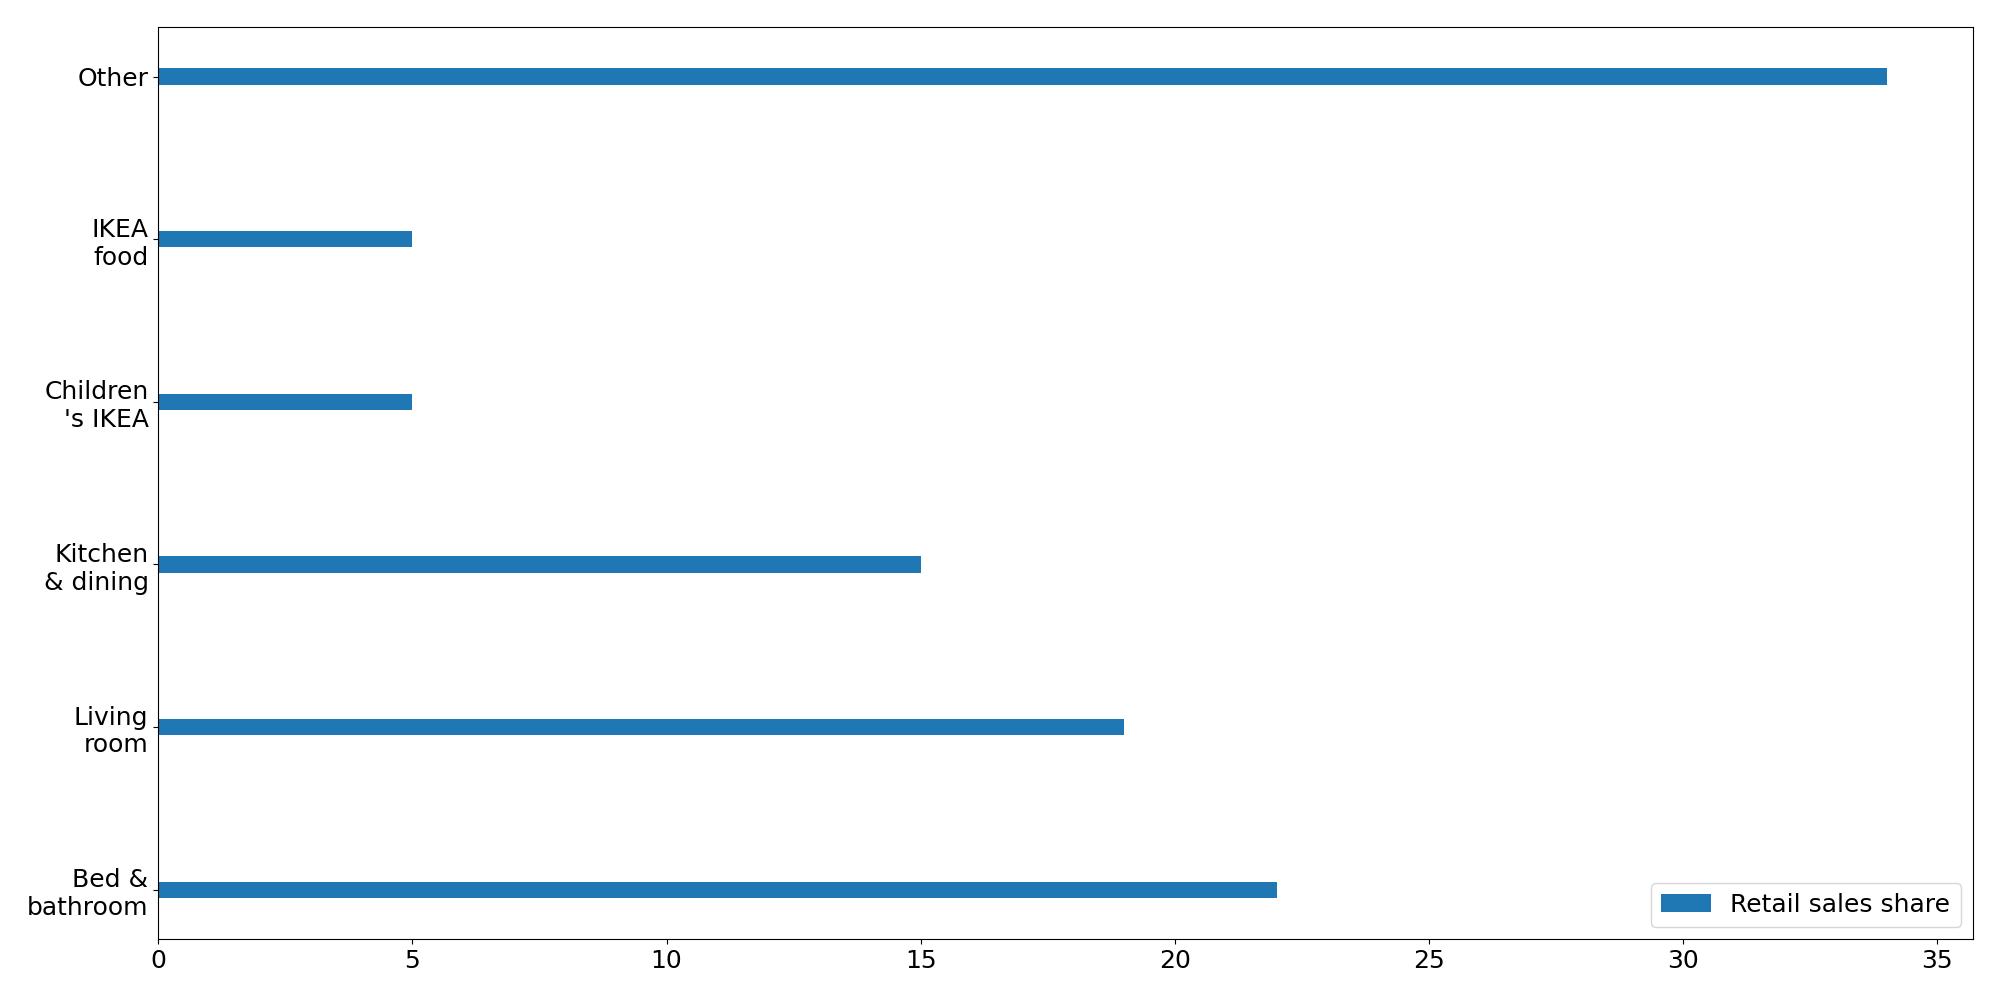 Other
IKEA
food
Children
's IKEA
Kitchen
& dining
Living
room
Bed &
bathroom
Retail sales share
0 5 10 15 20 25 30 35